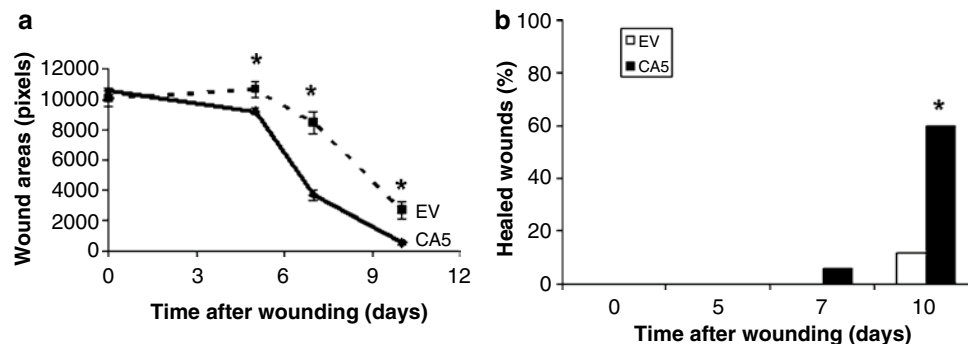 a
Wound areas (pixels)
12000
10000
8000
6000
4000
2000
0
* * *
EV
CA5
0 3 6 9 12
Time after wounding (days)
b
Healed wounds (%)
100
80
60
40
20
0
EV
CA5
*
0 5 7 10
Time after wounding (days)